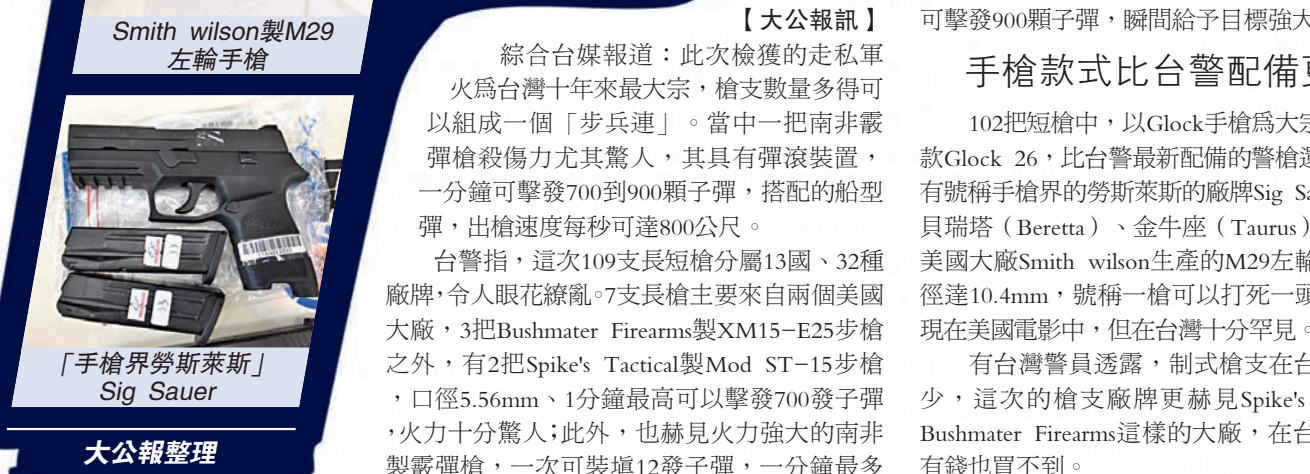 Smith wilson製M29
左輪手槍
「手槍界勞斯萊斯」
Sig Sauer
大公報整理
【大公報訊】
綜合台媒報道：此次檢獲的走私軍
火爲台灣十年來最大宗，槍支數量多得可
以組成一個「步兵連」。當中一把南非霰
彈槍殺傷力尤其驚人，其具有彈滾裝置，
一分鐘可擊發700到900顆子彈，搭配的船型
彈，出槍速度每秒可達800公尺。
台警指，這次109支長短槍分屬13國、32種
廠牌，令人眼花繚亂。7支長槍主要來自兩個美國
大廠，3把Bushmater Firearms製XM15-E25步槍
之外，有2把Spike's Tactical製Mod ST-15步槍
，口徑5.56mm、1分鐘最高可以擊發700發子彈
，火力十分驚人；此外，也赫見火力強大的南非
製霰彈槍，一次可裝填12發子彈，一分鐘最多
可擊發900顆子彈，瞬間給予目標強大
手槍款式比台警配備
102把短槍中，以Glock手槍爲大宗
款Glock 26，比台警最新配備的警槍
有號稱手槍界的勞斯萊斯的廠牌Sig Sa
貝瑞塔（Beretta）、金牛座（Taurus）
美國大廠Smith wilson生產的M29左輪
徑達10.4mm，號稱一槍可以打死一頭
現在美國電影中，但在台灣十分罕見。
有台灣警員透露，制式槍支在台
少，這次的槍支廠牌更赫見Spike's
Bushmater Firearms這樣的大廠，在台
有錢也買不到。